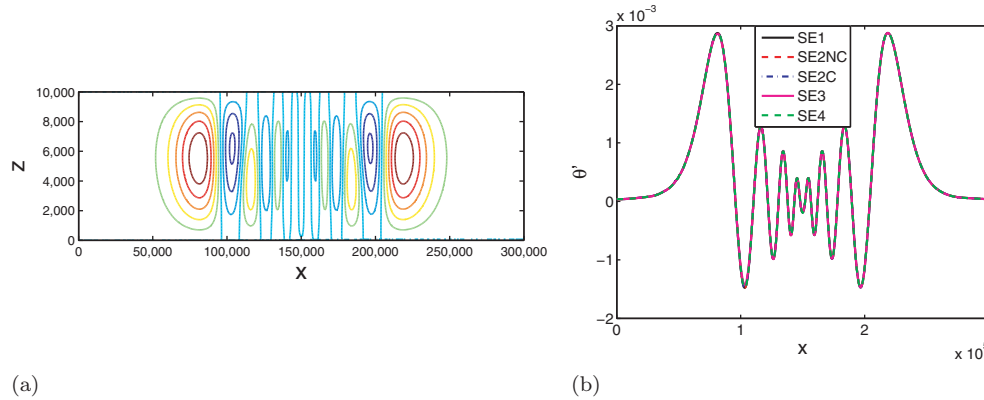 10,000
8,000
6,000
4,000
2,000
0
z
50,000 100,000 150,000 200,000 250,000 300,000
x
(a)
x 10−3
3
2
1
0
−1
−2
θ'
SE1
SE2NC
SE2C
SE3
SE4
0 1 2
x
x 10
(b)